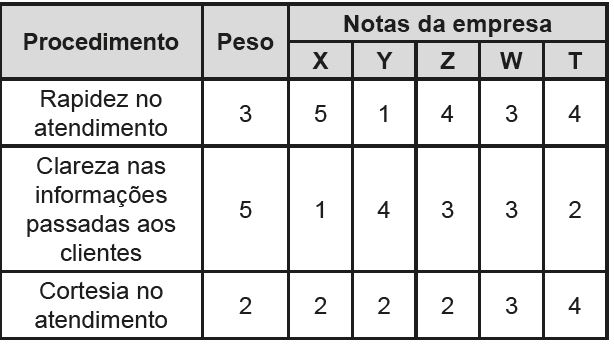 Procedimento Peso Notas da empresa
X Y Z W T
Rapidez no
atendimento 3 5 1 4 3 4
Clareza nas
informações
passadas aos
clientes 5 1 4 3 3 2
Cortesia no
atendimento 2 2 2 2 3 4